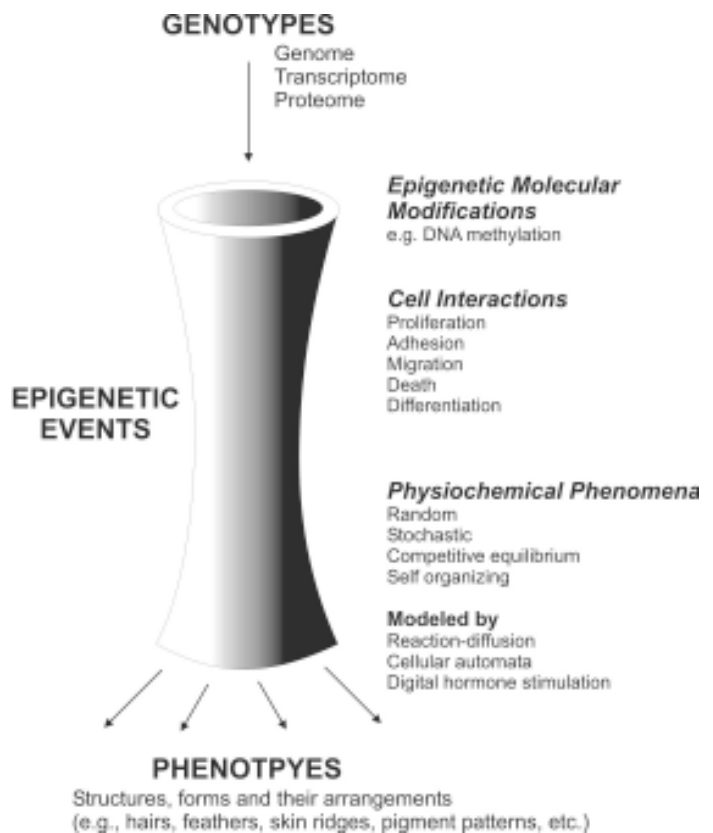 GENOTYPES
Genome
Transcriptome
Proteome
Epigenetic Molecular
Modifications
e.g. DNA methylation
Cell Interactions
Proliferation
Adhesion
Migration
Death
Differentiation
EPIGENETIC
EVENTS
Physiochemical Phenomena
Random
Stochastic
Competitive equilibrium
Self organizing
Modeled by
Reaction-diffusion
Cellular automata
Digital hormone stimulation
PHENOTPYES
Structures, forms and their arrangements
(e.g., hairs, feathers, skin ridges, pigment patterns, etc.)